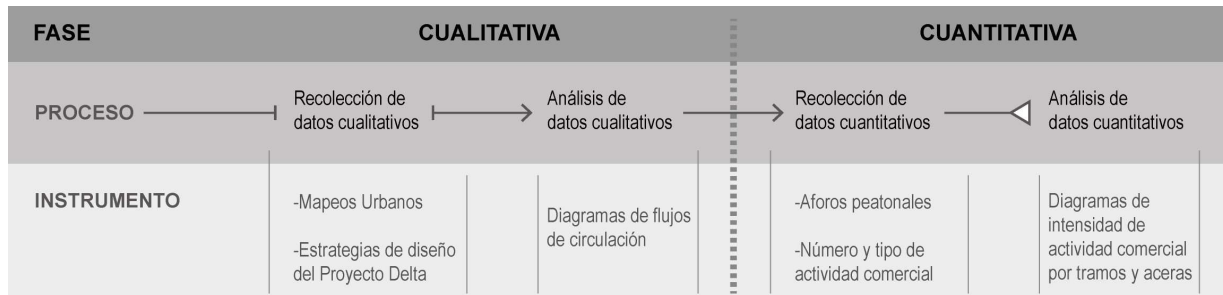 FASE CUALITATIVA CUANTITATIVA
PROCESO
Recolección de
datos cualitativos
Análisis de
datos cualitativos
Recolección de
datos cuantitativos
Análisis de
datos cuantitativos
INSTRUMENTO
-Mapeos Urbanos
-Estrategias de diseño
del Proyecto Delta
Diagramas de flujos
de circulación
-Aforos peatonales
-Número y tipo de
actividad comercial
Diagramas de
intensidad de
actividad comercial
por tramos y aceras